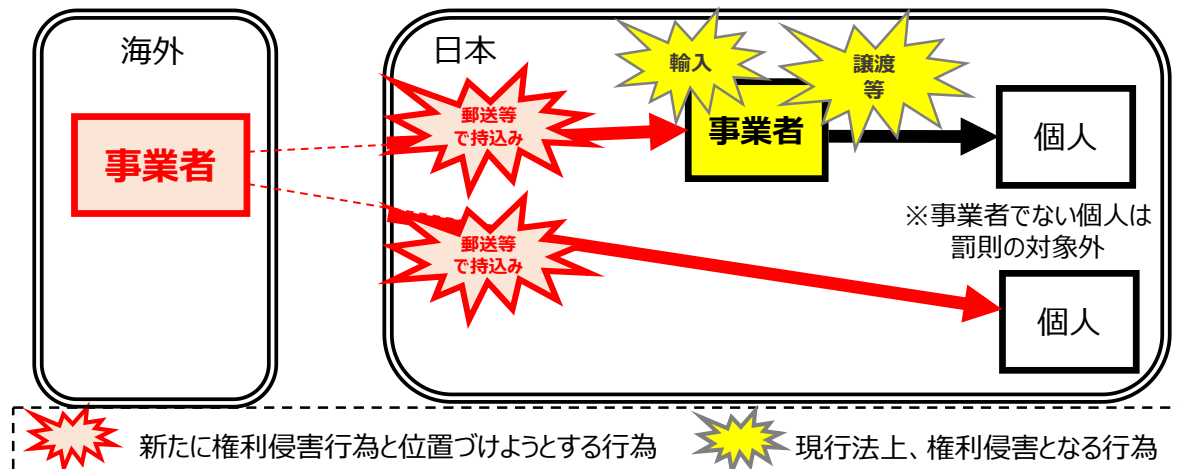 海外
事業者
日本
郵送等
で持込み
輸入
事業者
譲渡
等
個人
※事業者でない個人は
罰則の対象外
郵送等
で持込み
個人
新たに権利侵害行為と位置づけようとする行為
現行法上、権利侵害となる行為